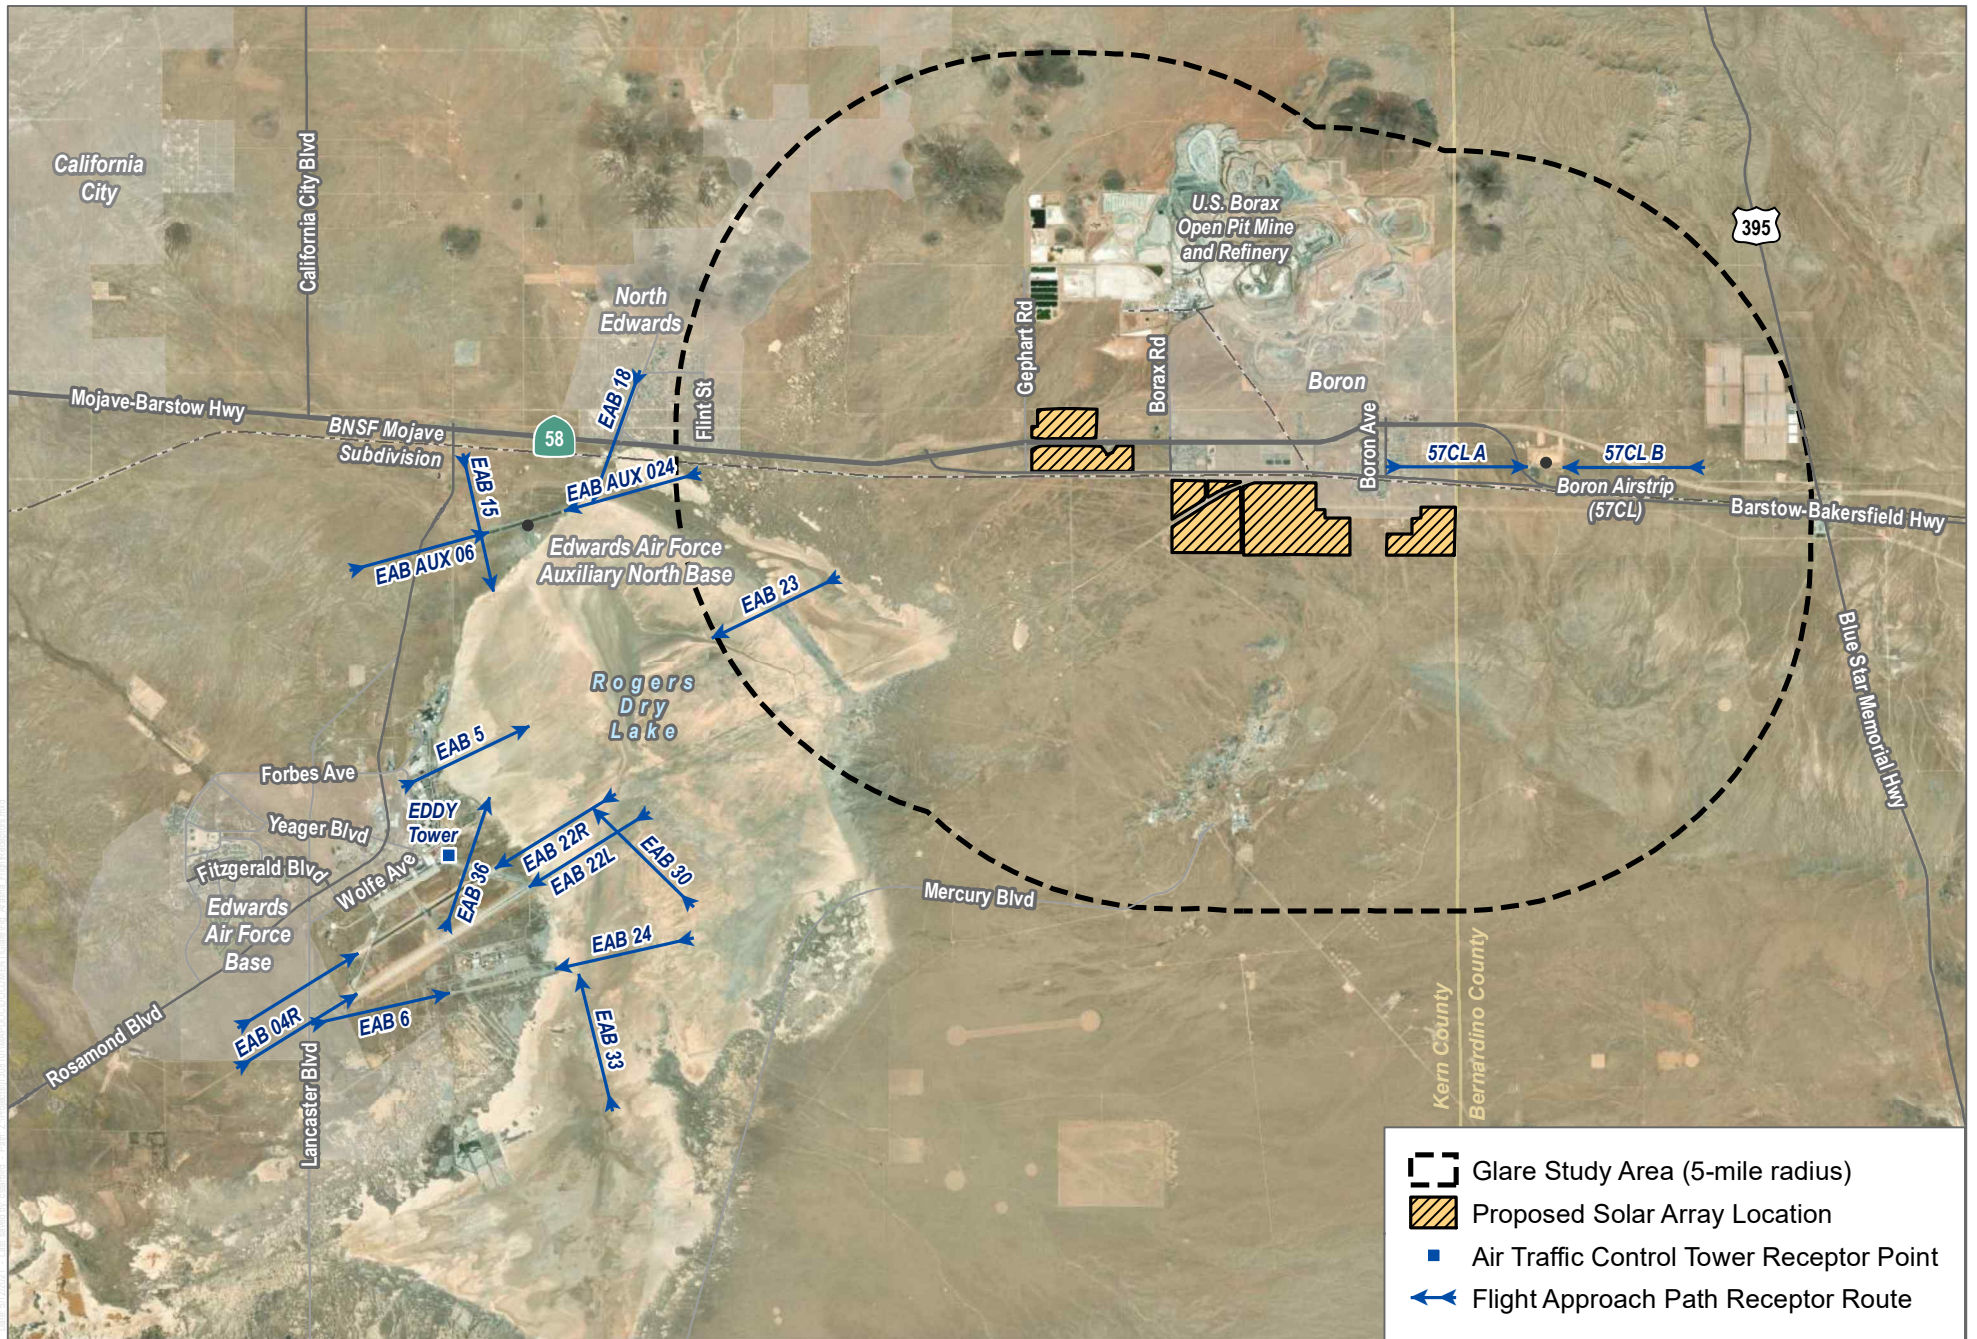 California
City
California City Blvd
U.S. Borax
Open Pit Mine
and Refinery
395
North
Edwards
Gephart Rd
Borax Rd
Boron
Mojave-Barstow Hwy
EAB 18
Flint St
BNSF Mojave
Subdivision
58
Boron Ave
57CL A
57CL B
EAB 15
EAB AUX 024
Boron Airstrip
(57CL)
Barstow-Bakersfield Hwy
EAB AUX 06
Edwards Air Force
Auxiliary North Base
EAB 23
Blue Star Memorial Hwy
Rogers
Dry
Lake
EAB 5
Forbes Ave
EDDY
Tower
Yeager Blvd
Fitzgerald Blvd
Wolfe Ave
EAB 22R
EAB 22L
EAB 30
EAB 36
Mercury Blvd
Edwards
Air Force
Base
EAB 24
EAB 04R
EAB 6
EAB 33
Rosamond Blvd
Lancaster Blvd
Kern County
Bernardino County
Glare Study Area (5-mile radius)
Proposed Solar Array Location
Air Traffic Control Tower Receptor Point
Flight Approach Path Receptor Route